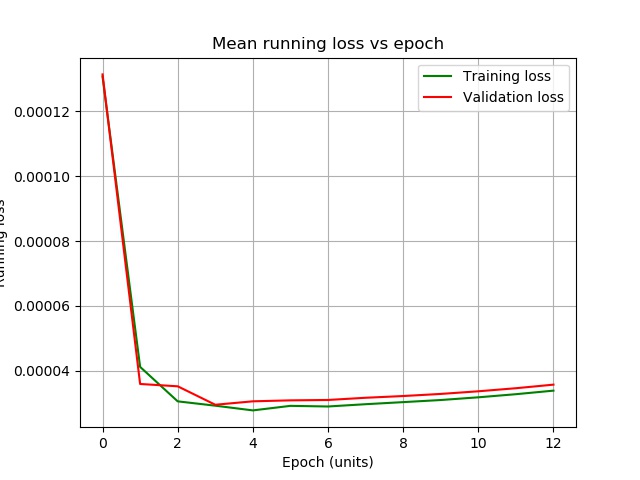 Mean running loss vs epoch
Training loss
Validation loss
0.00012
0.00010
0.00008
0.00006
0.00004
Running loss
0 2 4 6 8 10 12
Epoch (units)